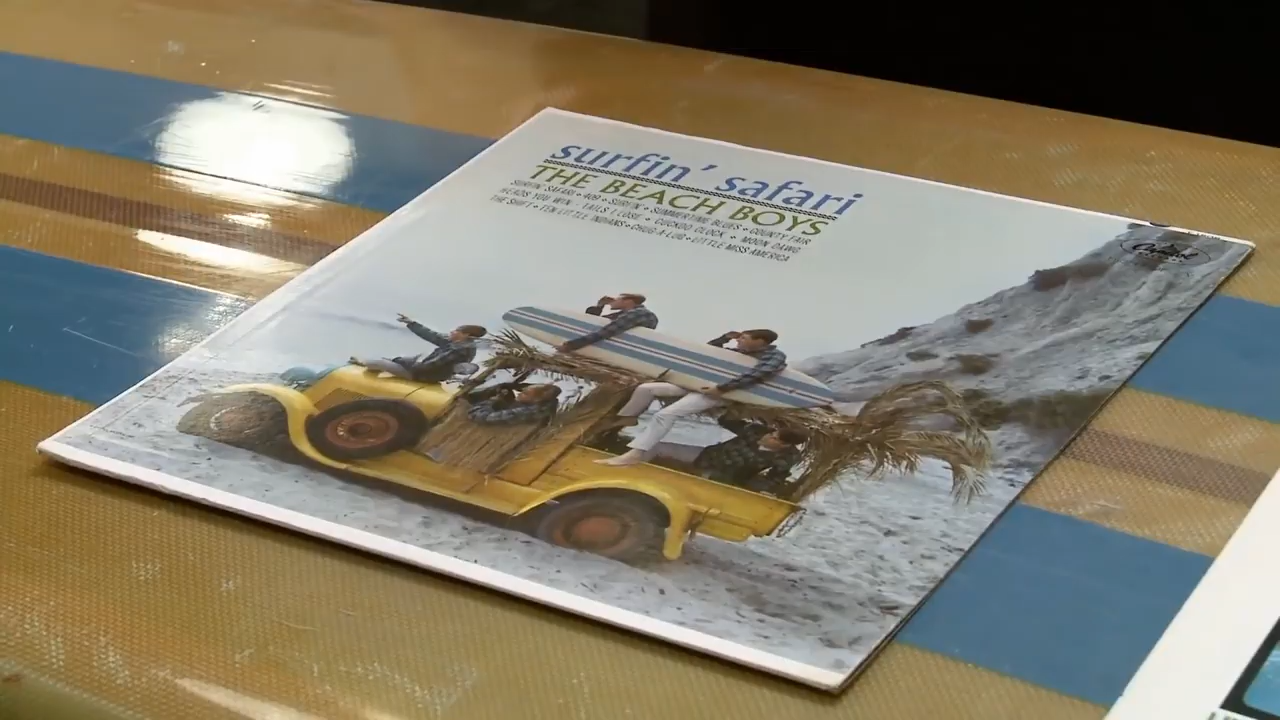 surfin' safari
THE BEACH BOYS
SURFIN' SAFARI • 409 • SURFIN' • SUMMERTIME BLUES • COUNTY FAIR
HEADS YOU WIN - TAILS I LOSE • CUCKOO CLOCK • MOON DAWG
THE SHIFT • TEN LITTLE INDIANS • CHUG-A-LUG • LITTLE MISS AMERICA
Capitol